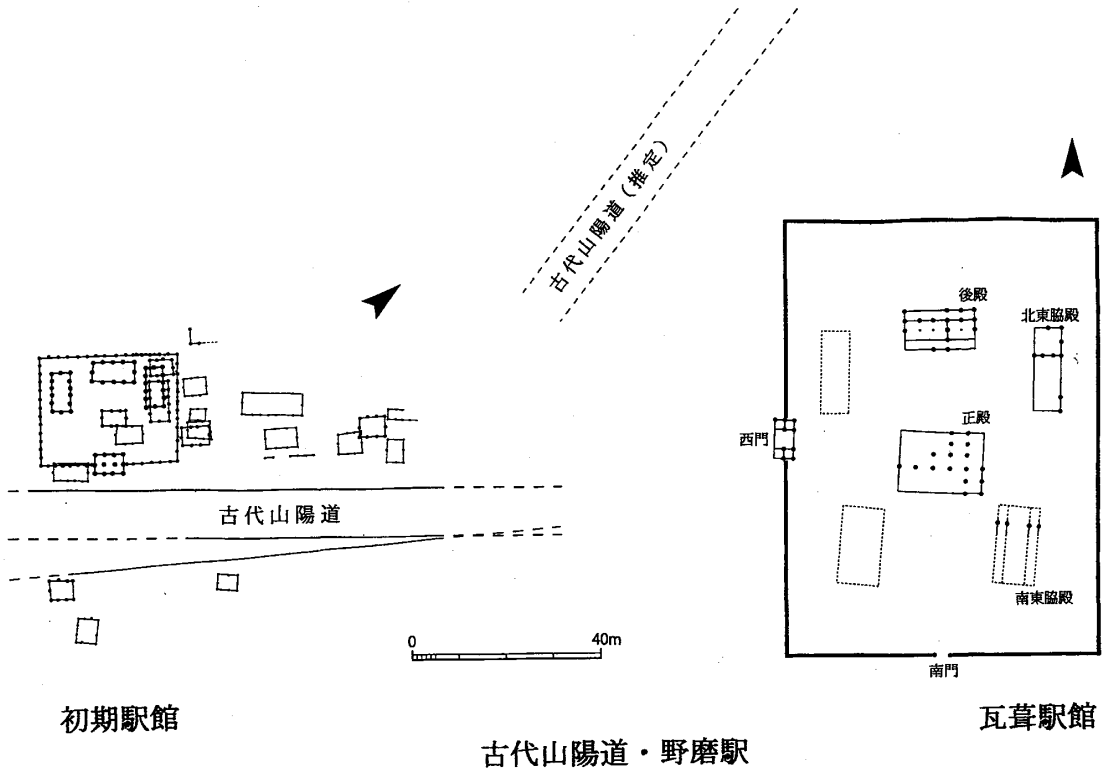 古代山陽道（推定）
後殿
北東脇殿
西門
正殿
古代山陽道
南東脇殿
0 40m
南門
初期駅館
瓦葺駅館
古代山陽道・野磨駅